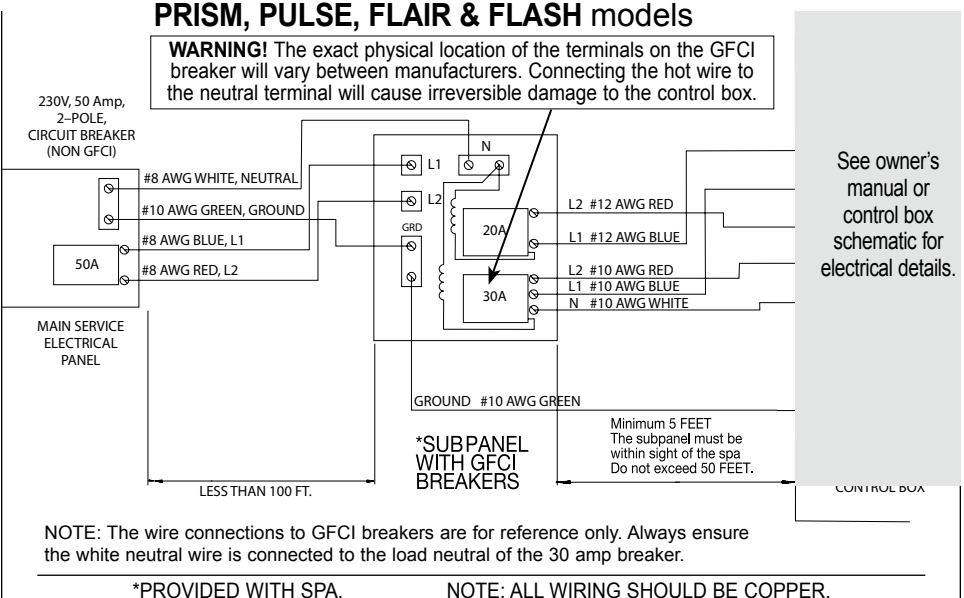 PRISM, PULSE, FLAIR & FLASH models
WARNING! The exact physical location of the terminals on the GFCI
breaker will vary between manufacturers. Connecting the hot wire to
the neutral terminal will cause irreversible damage to the control box.
230V, 50 Amp,
2–POLE,
CIRCUIT BREAKER
(NON GFCI)
#8 AWG WHITE, NEUTRAL
#10 AWG GREEN, GROUND
#8 AWG BLUE, L1
50A
#8 AWG RED, L2
MAIN SERVICE
ELECTRICAL
PANEL
L1
N
L2
GRD
20A
30A
L2 #12 AWG RED
L1 #12 AWG BLUE
L2 #10 AWG RED
L1 #10 AWG BLUE
N #10 AWG WHITE
See owner's
manual or
control box
schematic for
electrical details.
GROUND #10 AWG GREEN
*SUBPANEL
WITH GFCI
BREAKERS
Minimum 5 FEET
The subpanel must be
within sight of the spa
Do not exceed 50 FEET.
LESS THAN 100 FT.
CONTROL BOX
NOTE: The wire connections to GFCI breakers are for reference only. Always ensure
the white neutral wire is connected to the load neutral of the 30 amp breaker.
*PROVIDED WITH SPA. NOTE: ALL WIRING SHOULD BE COPPER.